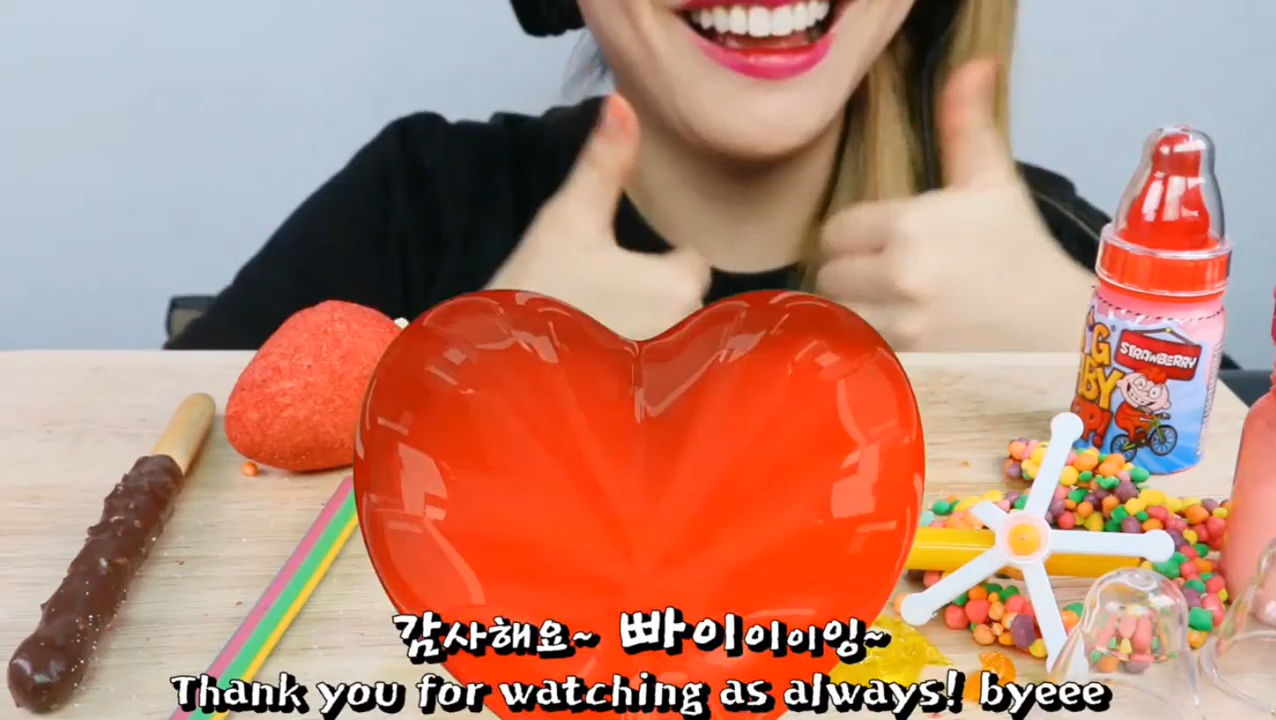 STRAWBERRY
감사해요~ 빠이이이잉~
Thank you for watching as always! byeee